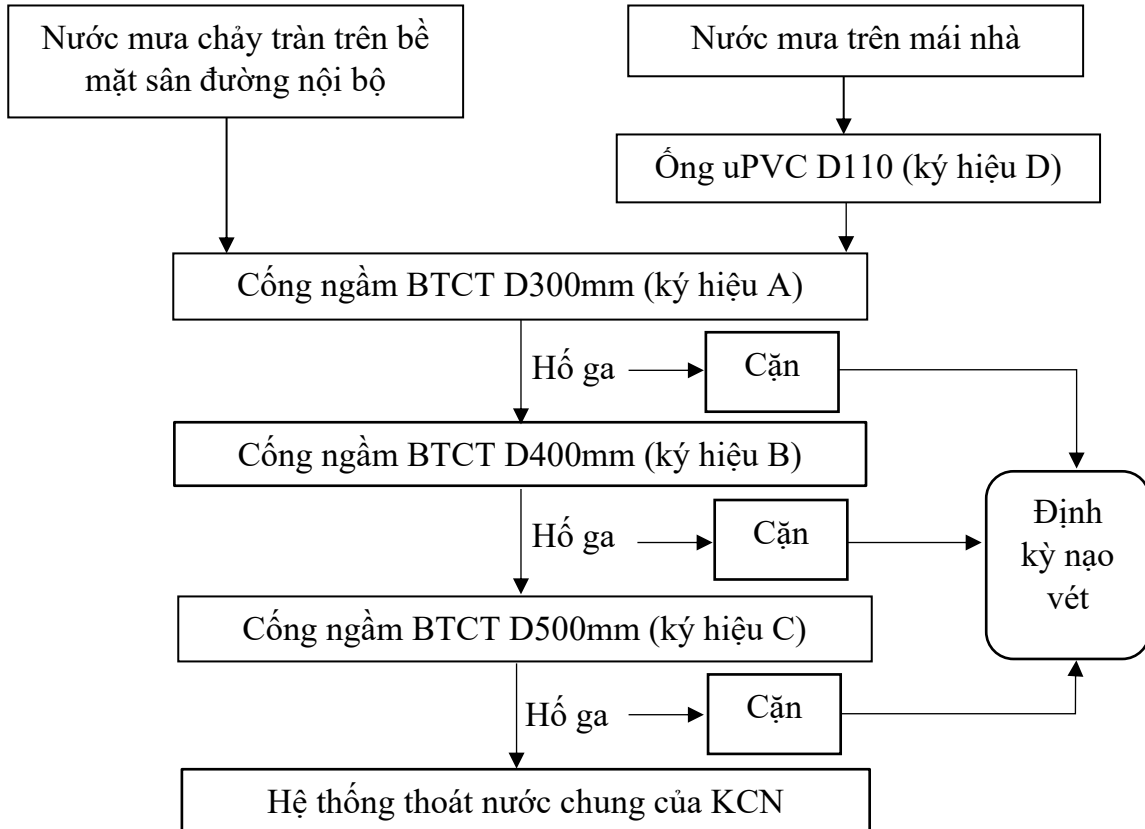 Nước mưa chảy tràn trên bề
mặt sân đường nội bộ
Nước mưa trên mái nhà
Ống uPVC D110 (ký hiệu D)
Cống ngầm BTCT D300mm (ký hiệu A)
Hố ga
Cặn
Cống ngầm BTCT D400mm (ký hiệu B)
Hố ga
Cặn
Định
kỳ nạo
vét
Cống ngầm BTCT D500mm (ký hiệu C)
Hố ga
Cặn
Hệ thống thoát nước chung của KCN